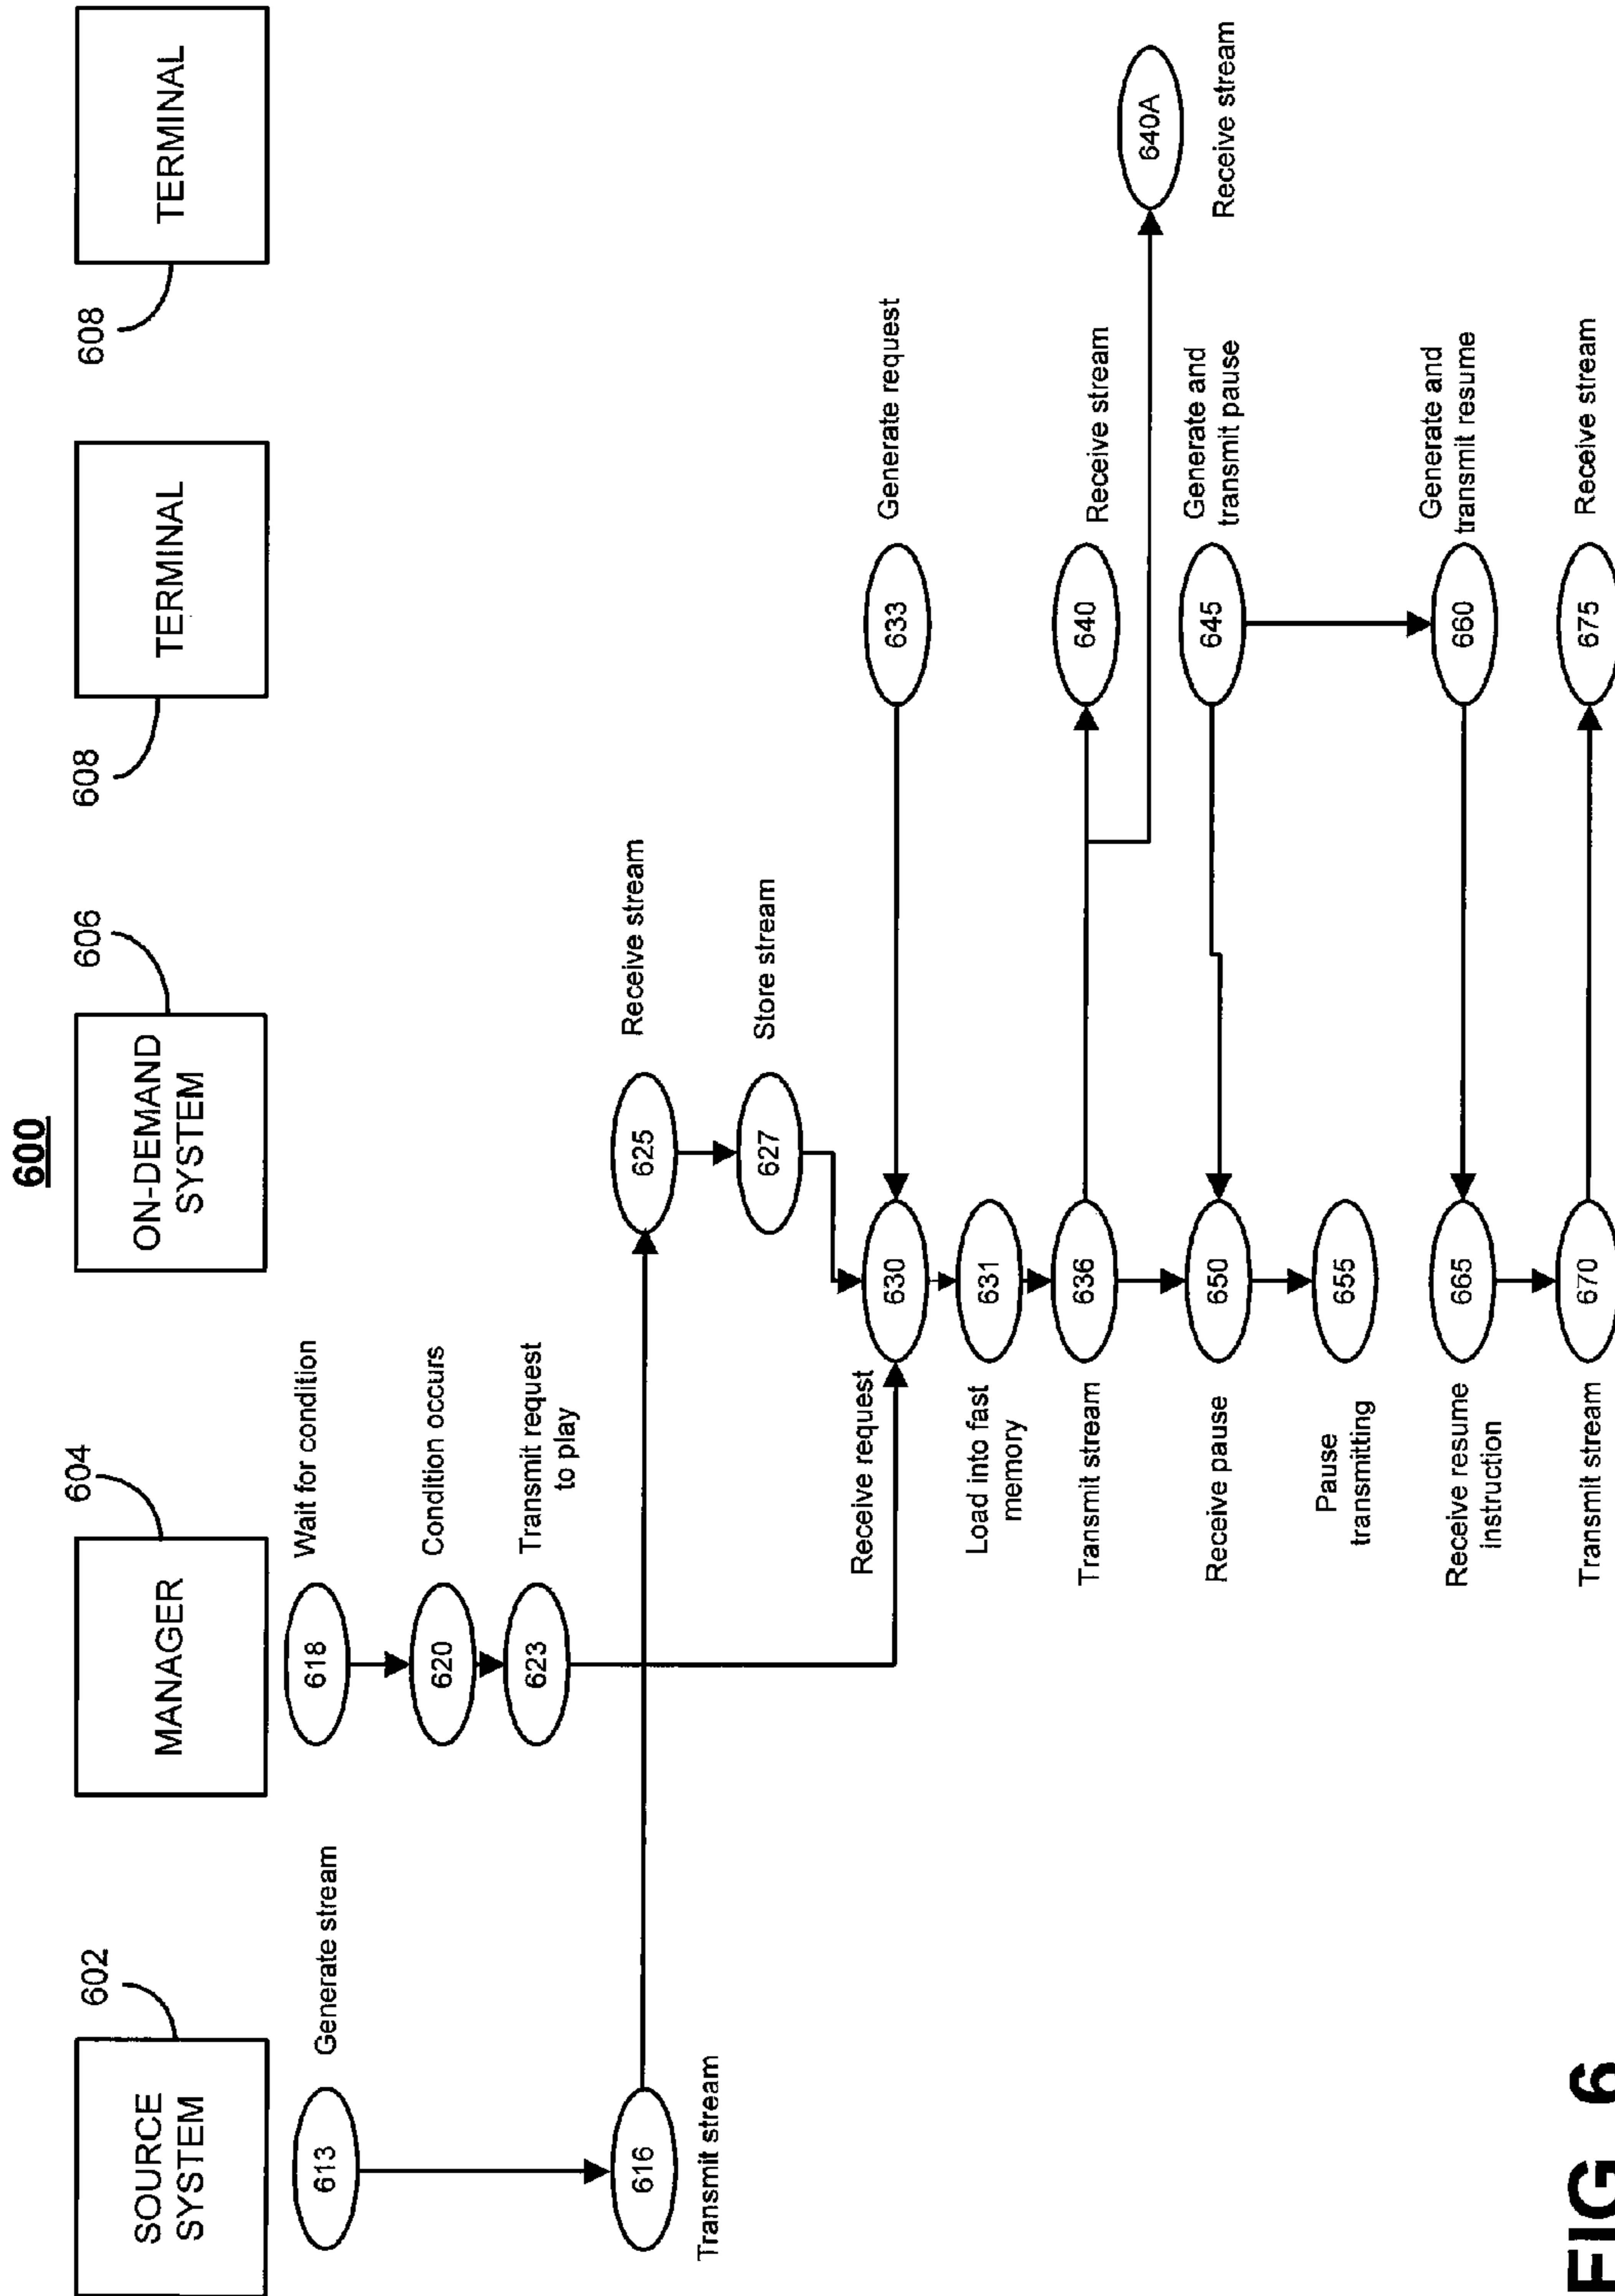 600
SOURCE
SYSTEM
602
MANAGER
604
ON-DEMAND
SYSTEM
606
TERMINAL
608
TERMINAL
608
613
Generate stream
618
Wait for condition
620
Condition occurs
623
Transmit request
to play
616
Transmit stream
625
Receive stream
627
Store stream
Receive request
630
633
Generate request
Load into fast
memory
631
Transmit stream
636
640
Receive stream
640A
Receive stream
Receive pause
650
645
Generate and
transmit pause
Pause
transmitting
655
Receive resume
instruction
665
660
Generate and
transmit resume
Transmit stream
670
675
Receive stream
FIG 6